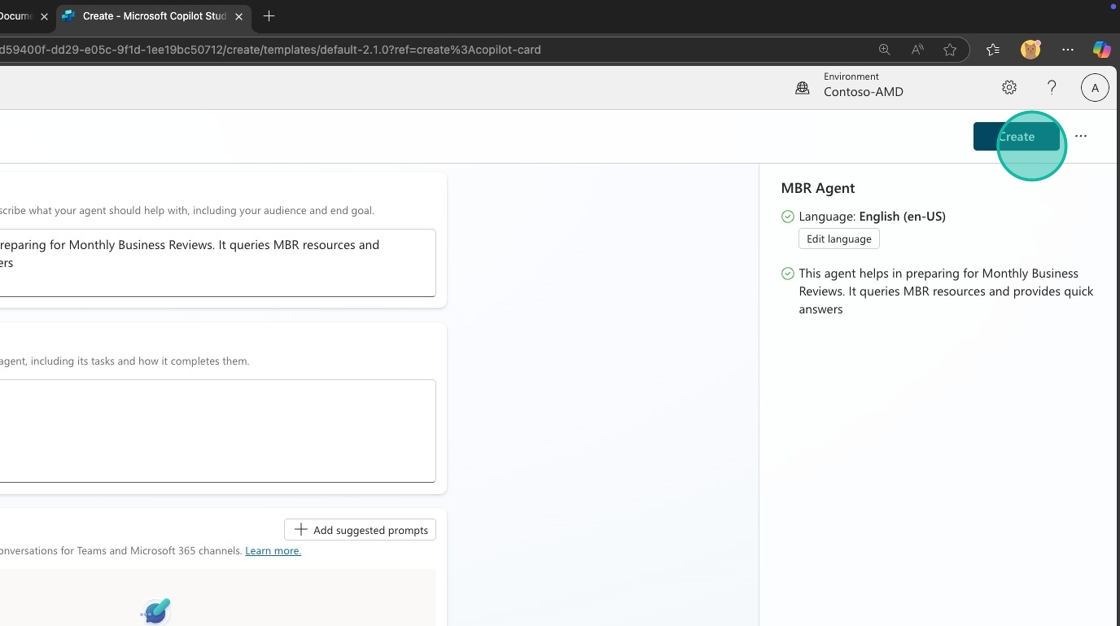 Docume
Create - Microsoft Copilot Stud
d59400f-dd29-e05c-9f1d-1ee19bc50712/create/templates/default-2.1.0?ref=create%3Acopilot-card
Environment
Contoso-AMD
A
Create
MBR Agent
Language: English (en-US)
Edit language
This agent helps in preparing for Monthly Business
Reviews. It queries MBR resources and provides quick
answers
scribe what your agent should help with, including your audience and end goal.
reparing for Monthly Business Reviews. It queries MBR resources and
ers
agent, including its tasks and how it completes them.
Add suggested prompts
onversations for Teams and Microsoft 365 channels. Learn more.